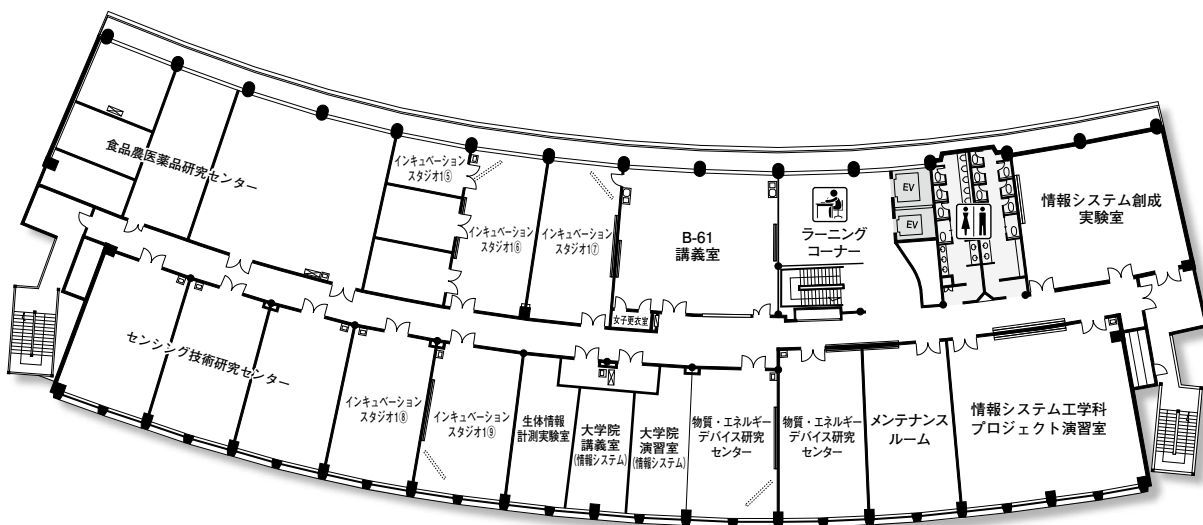 食品農医薬品研究センター
インキュベーション
スタジオ1⑤
インキュベーション
スタジオ1⑥
インキュベーション
スタジオ1⑦
B-61
講義室
女子更衣室
ラーニング
コーナー
EV
EV
情報システム創成
実験室
センシング技術研究センター
インキュベーション
スタジオ1⑧
インキュベーション
スタジオ1⑨
生体情報
計測実験室
大学院
講義室
(情報システム)
大学院
演習室
(情報システム)
物質・エネルギー
デバイス研究
センター
物質・エネルギー
デバイス研究
センター
メンテナンス
ルーム
情報システム工学科
プロジェクト演習室